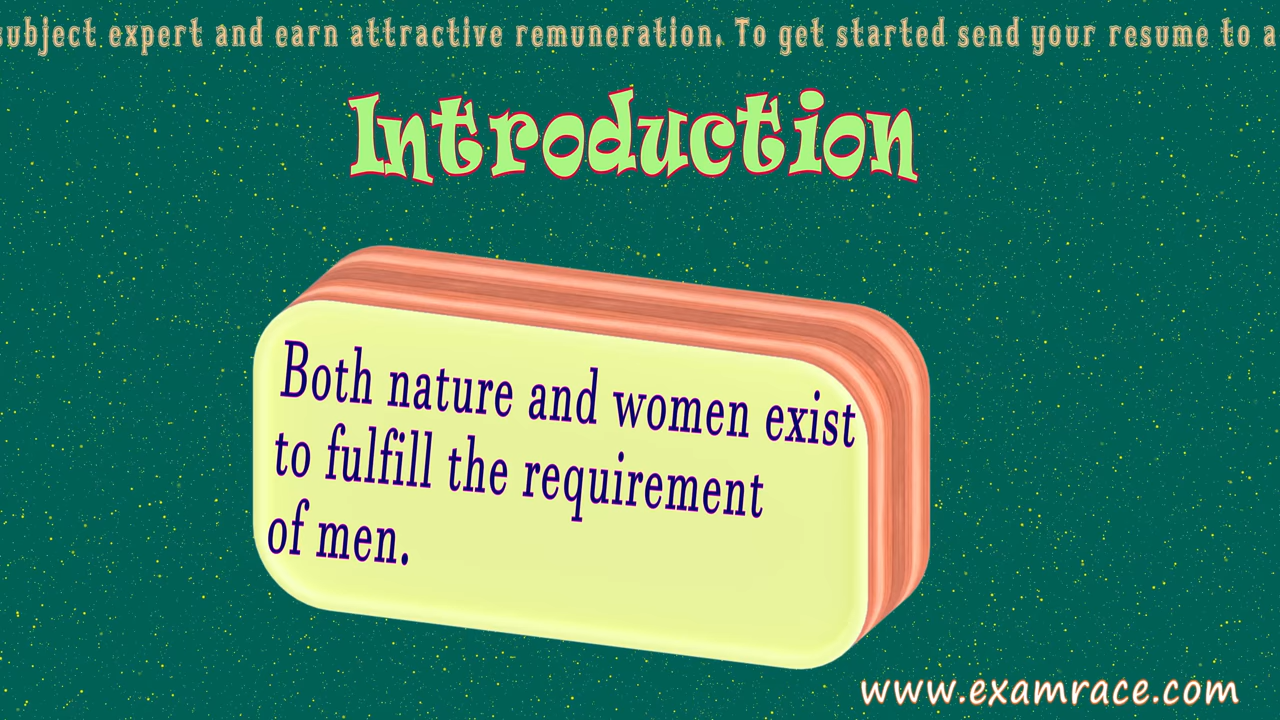 subject expert and earn attractive remuneration. To get started send your resume to a
Introduction
Both nature and women exist
to fulfill the requirement
of men.
www.examrace.com